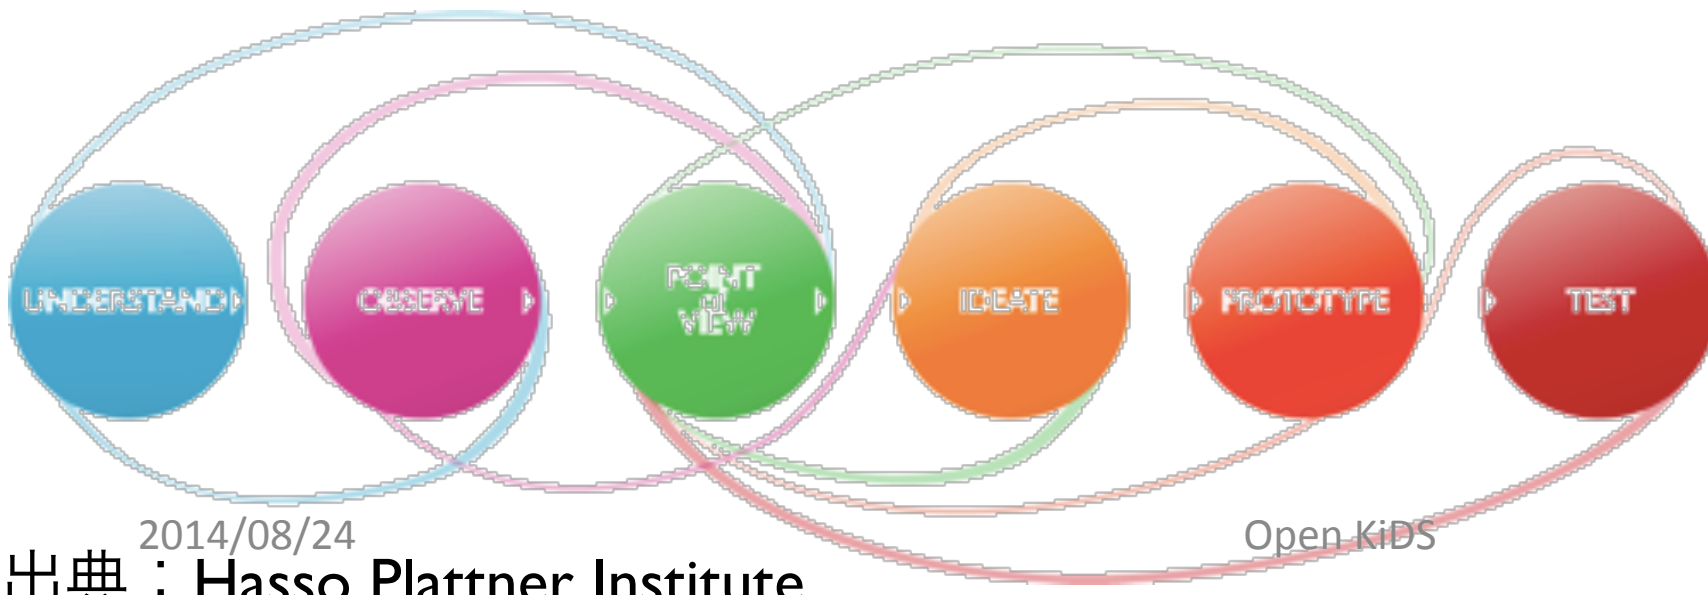 UNDERSTAND
OBSERVE
POINT
OF
VIEW
IDEATE
PROTOTYPE
TEST
2014/08/24
Open KiDS
出典：Hasso Plattner Institute